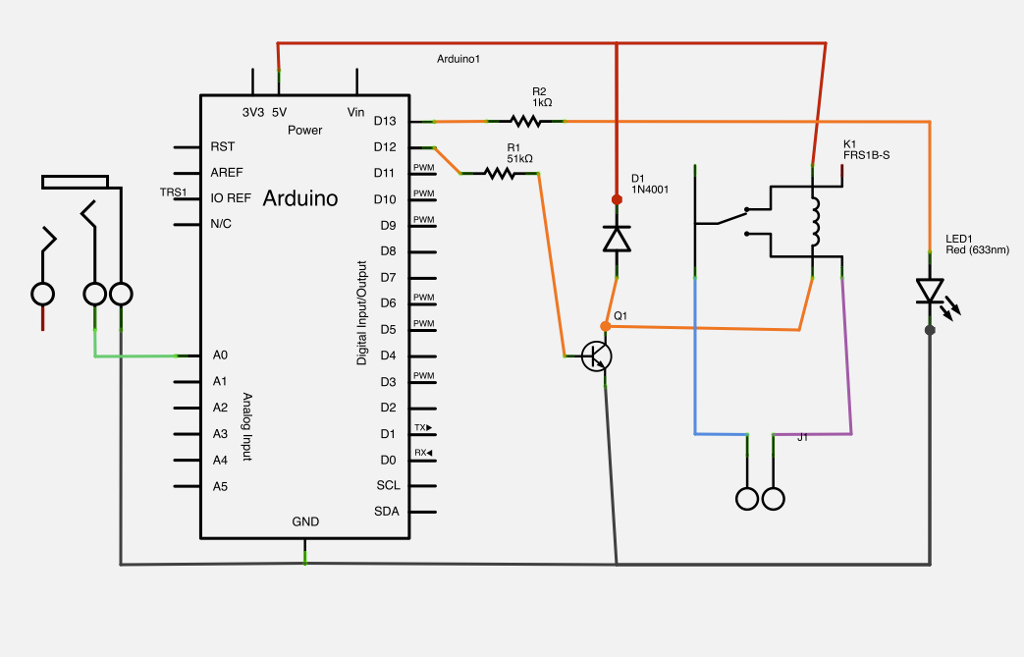 Arduino1
3V3 5V Vin
Power
R2
1kΩ
D13
RST
D12
R1
51kΩ
K1
FRS1B-S
AREF
D11 PWM
D1
1N4001
TRS1
IO REF
Arduino
D10 PWM
N/C
D9 PWM
D8
LED1
Red (633nm)
Digital Input/Output
D7
D6 PWM
Q1
D5 PWM
A0
D4
A1
D3 PWM
Analog Input
A2
D2
A3
D1 TX▶
J1
A4
D0 RX◀
A5
SCL
SDA
GND